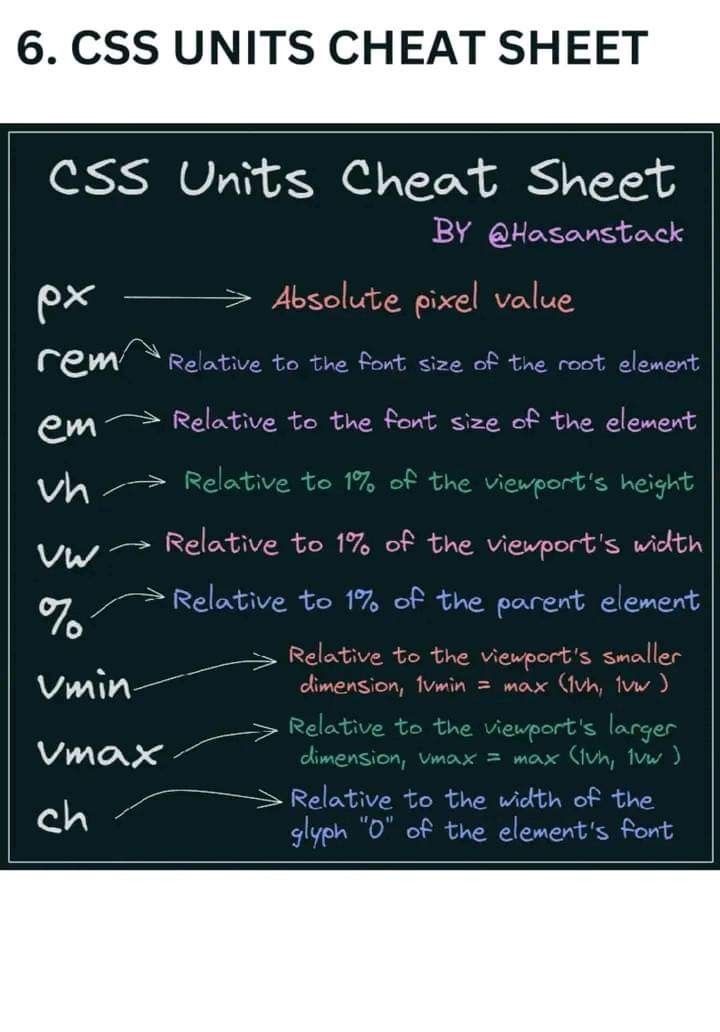 6. CSS UNITS CHEAT SHEET
CSS Units Cheat Sheet
BY @Hasanstack
px Absolute pixel value
rem Relative to the font size of the root element
em Relative to the font size of the element
vh Relative to 1% of the viewport's height
vw Relative to 1% of the viewport's width
% Relative to 1% of the parent element
vmin Relative to the viewport's smaller
dimension, 1vmin = max (1vh, 1vw )
vmax Relative to the viewport's larger
dimension, vmax = max (1vh, 1vw )
ch Relative to the width of the
glyph "0" of the element's font